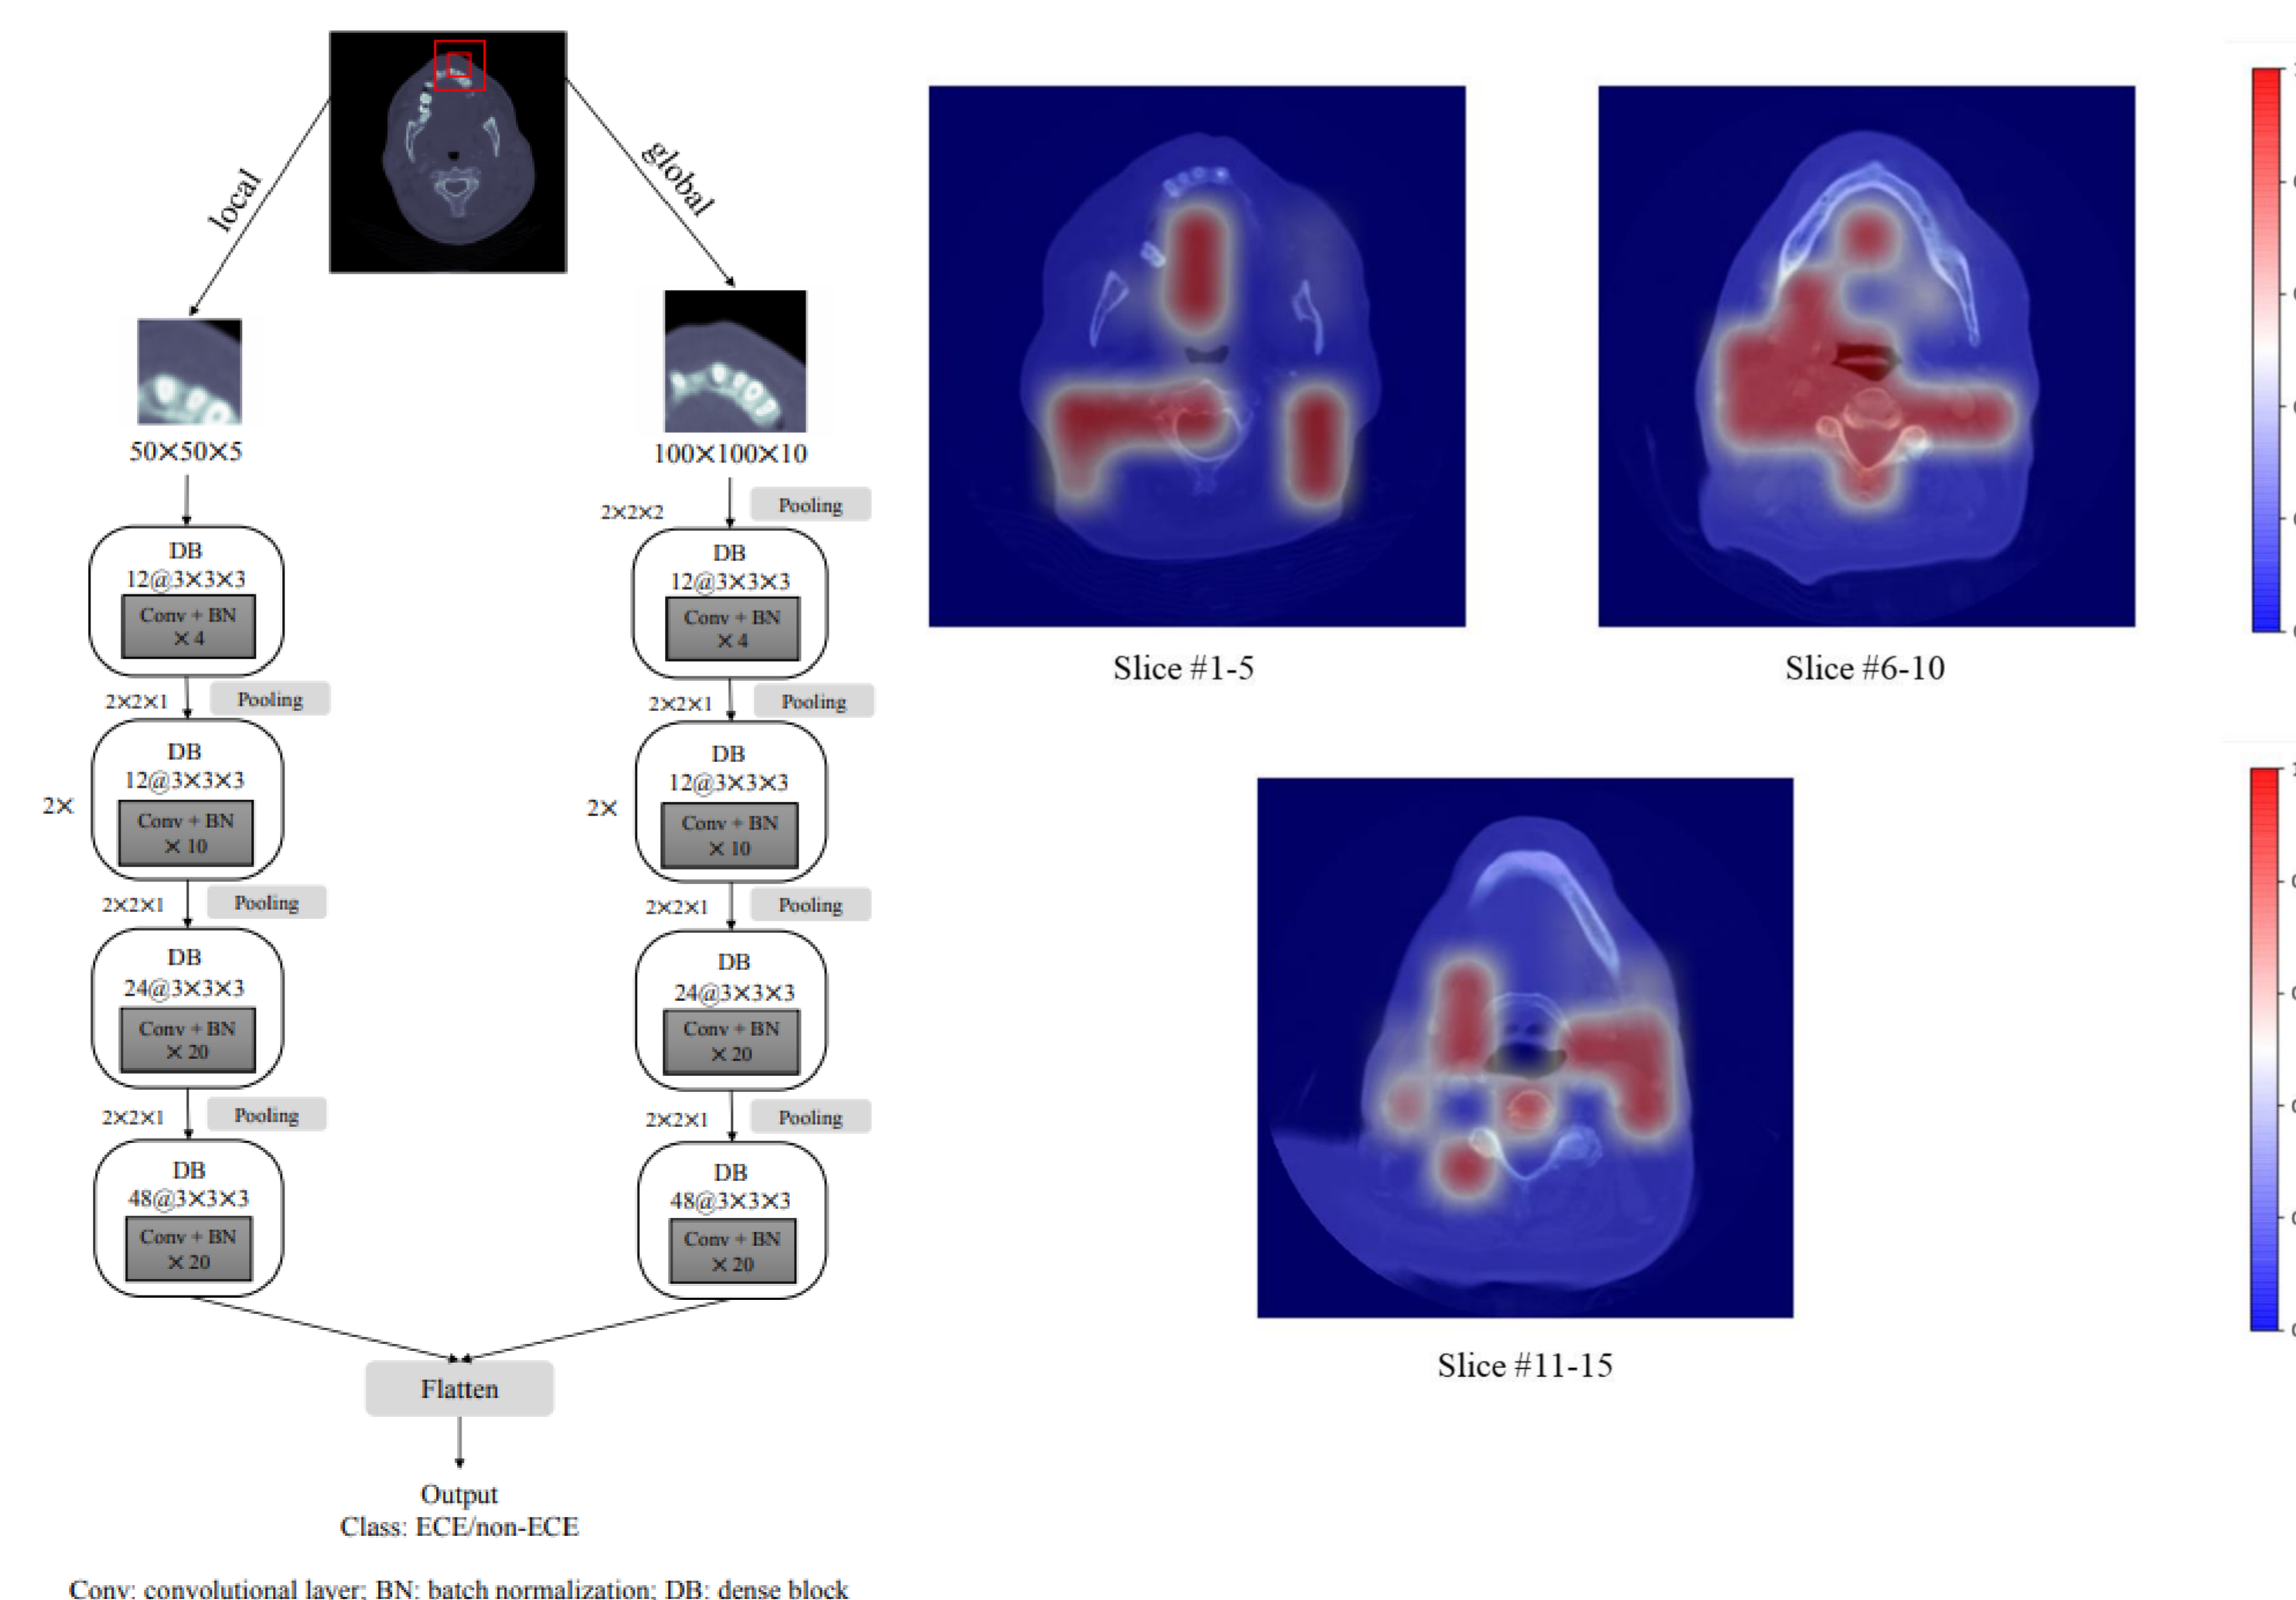 local
global
50×50×5
100×100×10
2×2×2
Pooling
DB
12@3×3×3
Conv + BN
× 4
DB
12@3×3×3
Conv + BN
× 4
2×2×1
Pooling
2×2×1
Pooling
2×
DB
12@3×3×3
Conv + BN
× 10
2×
DB
12@3×3×3
Conv + BN
× 10
2×2×1
Pooling
2×2×1
Pooling
DB
24@3×3×3
Conv + BN
× 20
DB
24@3×3×3
Conv + BN
× 20
2×2×1
Pooling
2×2×1
Pooling
DB
48@3×3×3
Conv + BN
× 20
DB
48@3×3×3
Conv + BN
× 20
Flatten
Output
Class: ECE/non-ECE
Conv: convolutional layer; BN: batch normalization; DB: dense block
Slice #1-5
Slice #6-10
Slice #11-15